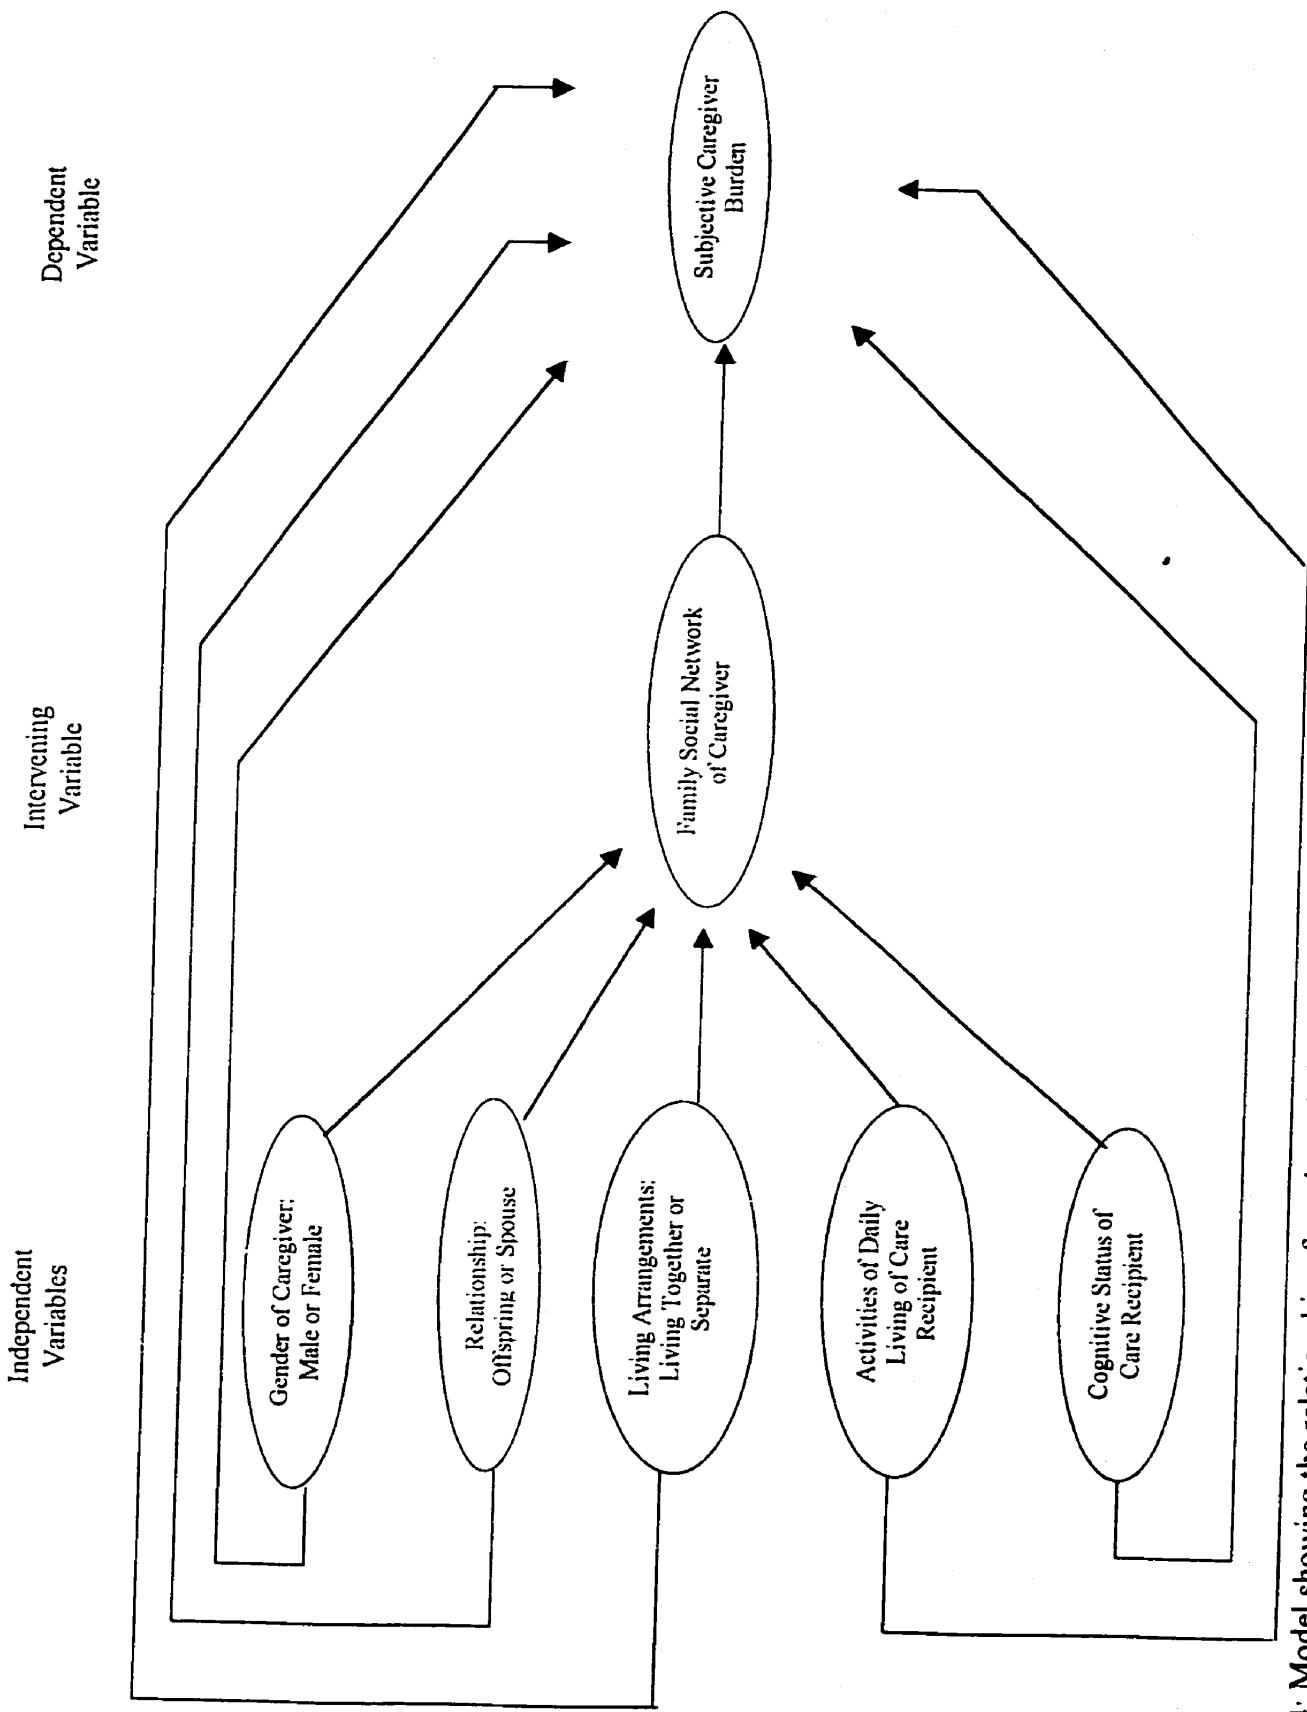 Independent
Variables
Intervening
Variable
Dependent
Variable
Gender of Caregiver:
Male or Female
Relationship:
Offspring or Spouse
Living Arrangements:
Living Together or
Separate
Activities of Daily
Living of Care
Recipient
Cognitive Status of
Care Recipient
Family Social Network
of Caregiver
Subjective Caregiver
Burden
Model showing the relationship